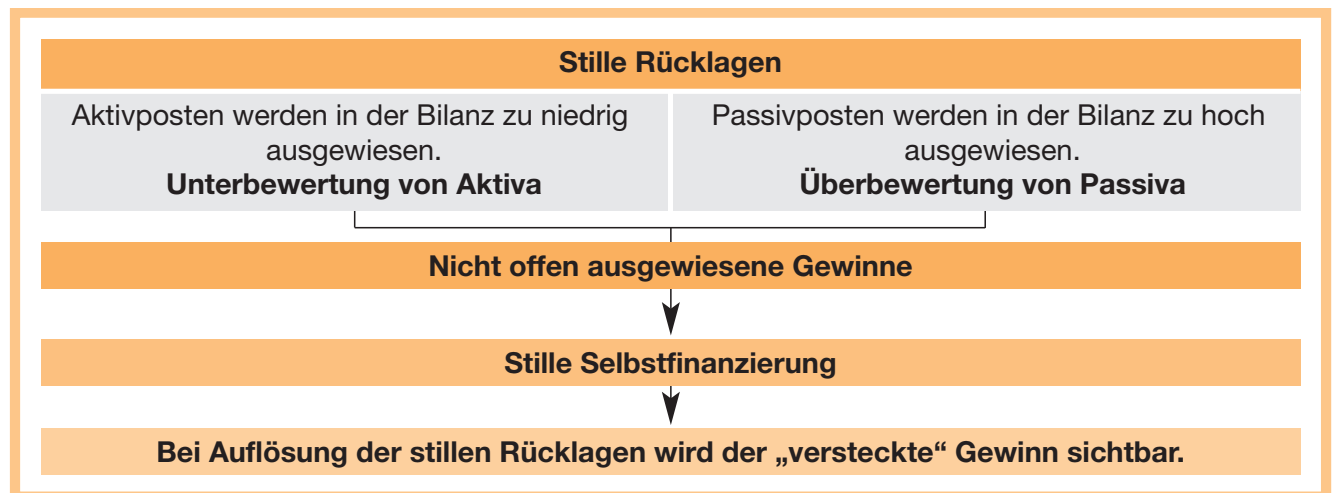 Stille Rücklagen
Aktivposten werden in der Bilanz zu niedrig
ausgewiesen.
Unterbewertung von Aktiva
Passivposten werden in der Bilanz zu hoch
ausgewiesen.
Überbewertung von Passiva
Nicht offen ausgewiesene Gewinne
Stille Selbstfinanzierung
Bei Auflösung der stillen Rücklagen wird der „versteckte“ Gewinn sichtbar.